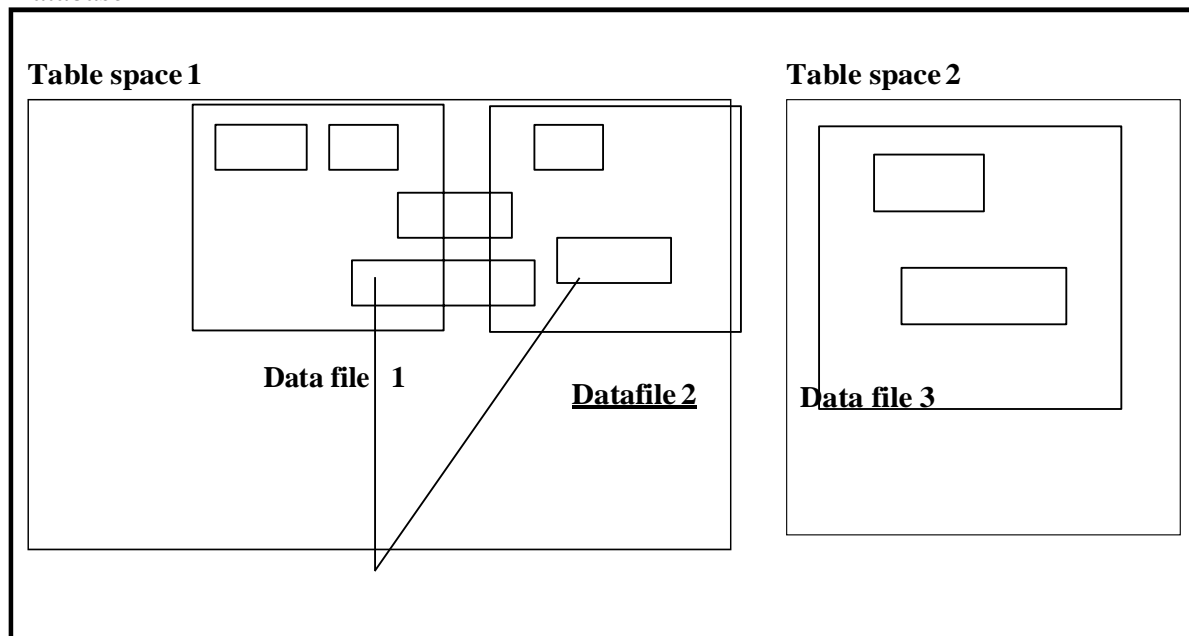 Table space 1
Table space 2
Data file 1
Datafile 2
Data file 3